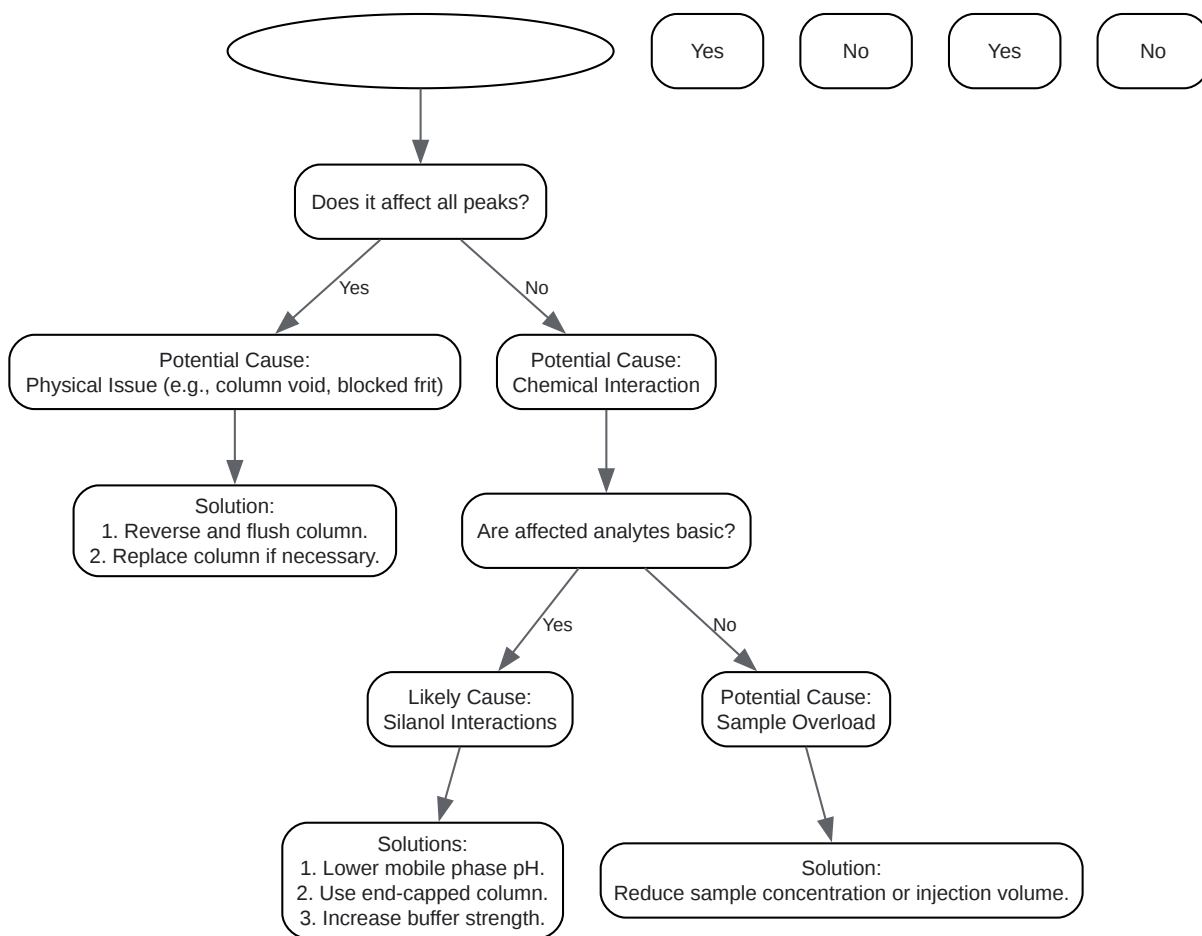 Yes
No
Yes
No
Does it affect all peaks?
Yes
No
Potential Cause:
Physical Issue (e.g., column void, blocked frit)
Potential Cause:
Chemical Interaction
Solution:
1. Reverse and flush column.
2. Replace column if necessary.
Are affected analytes basic?
Yes
No
Likely Cause:
Silanol Interactions
Potential Cause:
Sample Overload
Solutions:
1. Lower mobile phase pH.
2. Use end-capped column.
3. Increase buffer strength.
Solution:
Reduce sample concentration or injection volume.